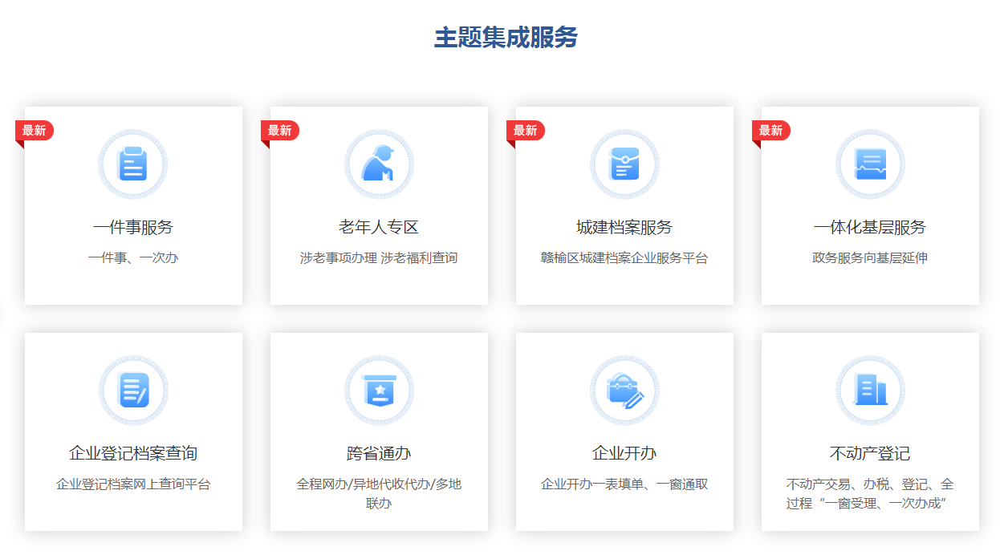 主题集成服务
最新
最新
最新
最新
一件事服务
老年人专区
城建档案服务
一体化基层服务
一件事、一次办
涉老事项办理 涉老福利查询
赣榆区城建档案企业服务平台
政务服务向基层延伸
企业登记档案查询
跨省通办
企业开办
不动产登记
企业登记档案网上查询平台
全程网办/异地代收代办/多地
联办
企业开办一表填单、一窗通取
不动产交易、办税、登记、全
过程“一窗受理、一次办成”